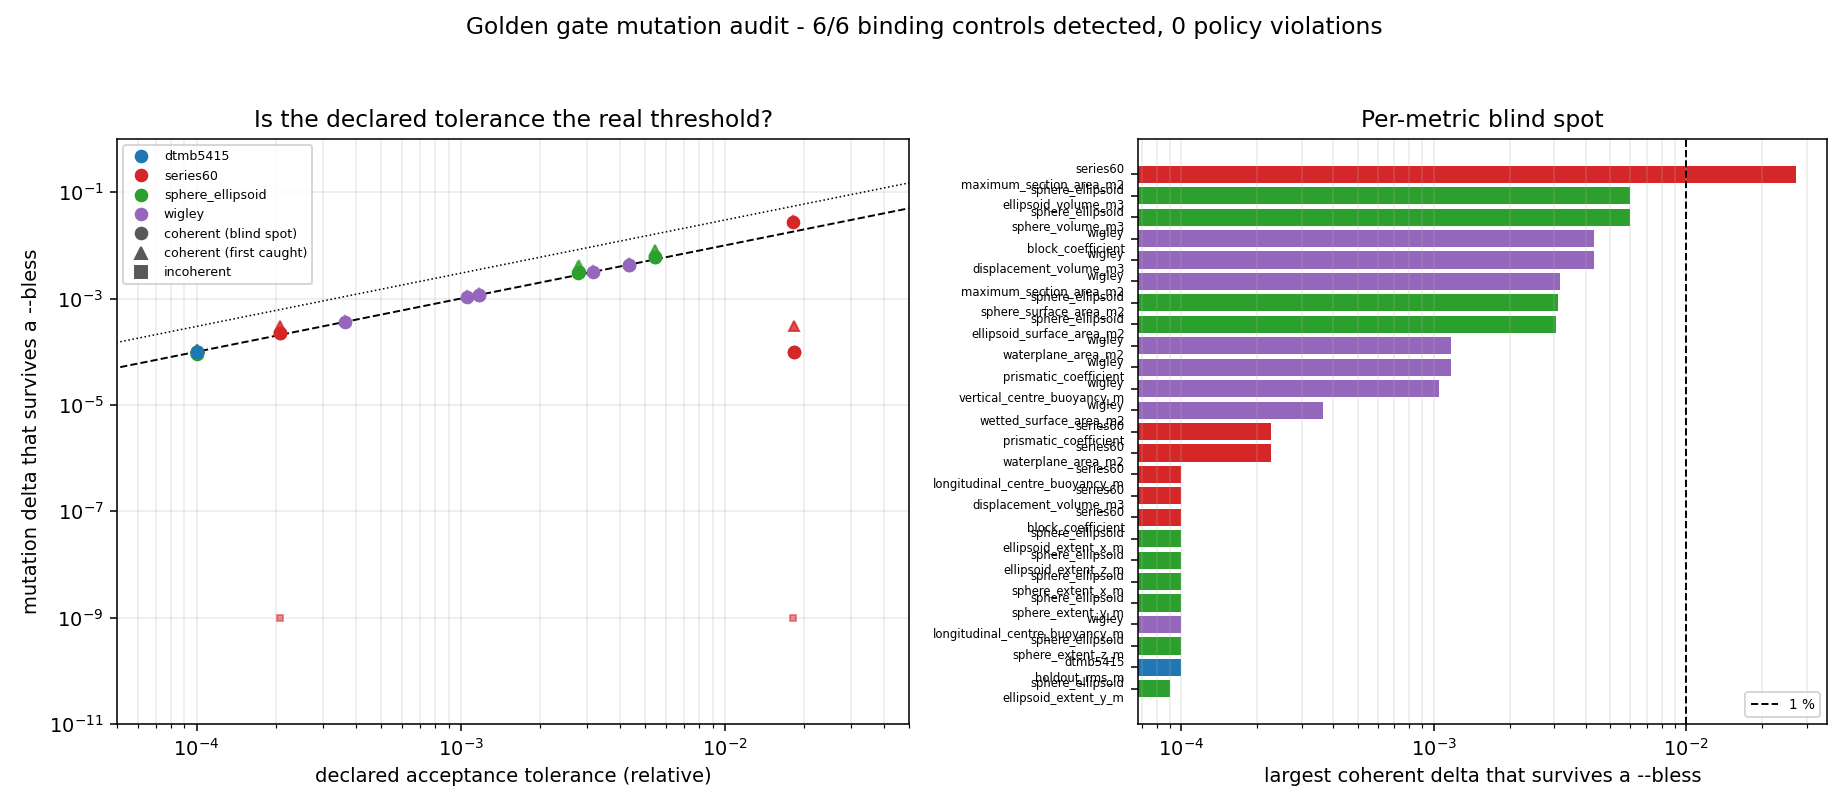 Golden gate mutation audit - 6/6 binding controls detected, 0 policy violations
Is the declared tolerance the real threshold?
dtmb5415
series60
sphere_ellipsoid
wigley
coherent (blind spot)
coherent (first caught)
incoherent
10⁻¹
10⁻³
10⁻⁵
10⁻⁷
10⁻⁹
10⁻¹¹
mutation delta that survives a --bless
10⁻⁴
10⁻³
10⁻²
declared acceptance tolerance (relative)
Per-metric blind spot
series60
maximum_section_area_m2
sphere_ellipsoid
ellipsoid_volume_m3
sphere_ellipsoid
sphere_volume_m3
wigley
block_coefficient
wigley
displacement_volume_m3
wigley
maximum_section_area_m2
sphere_ellipsoid
sphere_surface_area_m2
sphere_ellipsoid
ellipsoid_surface_area_m2
wigley
waterplane_area_m2
wigley
prismatic_coefficient
wigley
vertical_centre_buoyancy_m
wigley
wetted_surface_area_m2
series60
prismatic_coefficient
series60
waterplane_area_m2
series60
longitudinal_centre_buoyancy_m
series60
displacement_volume_m3
series60
block_coefficient
sphere_ellipsoid
ellipsoid_extent_x_m
sphere_ellipsoid
ellipsoid_extent_z_m
sphere_ellipsoid
sphere_extent_x_m
sphere_ellipsoid
sphere_extent_y_m
wigley
longitudinal_centre_buoyancy_m
sphere_ellipsoid
sphere_extent_z_m
dtmb5415
holdout_rms_m
sphere_ellipsoid
ellipsoid_extent_y_m
1 %
10⁻⁴
10⁻³
10⁻²
largest coherent delta that survives a --bless